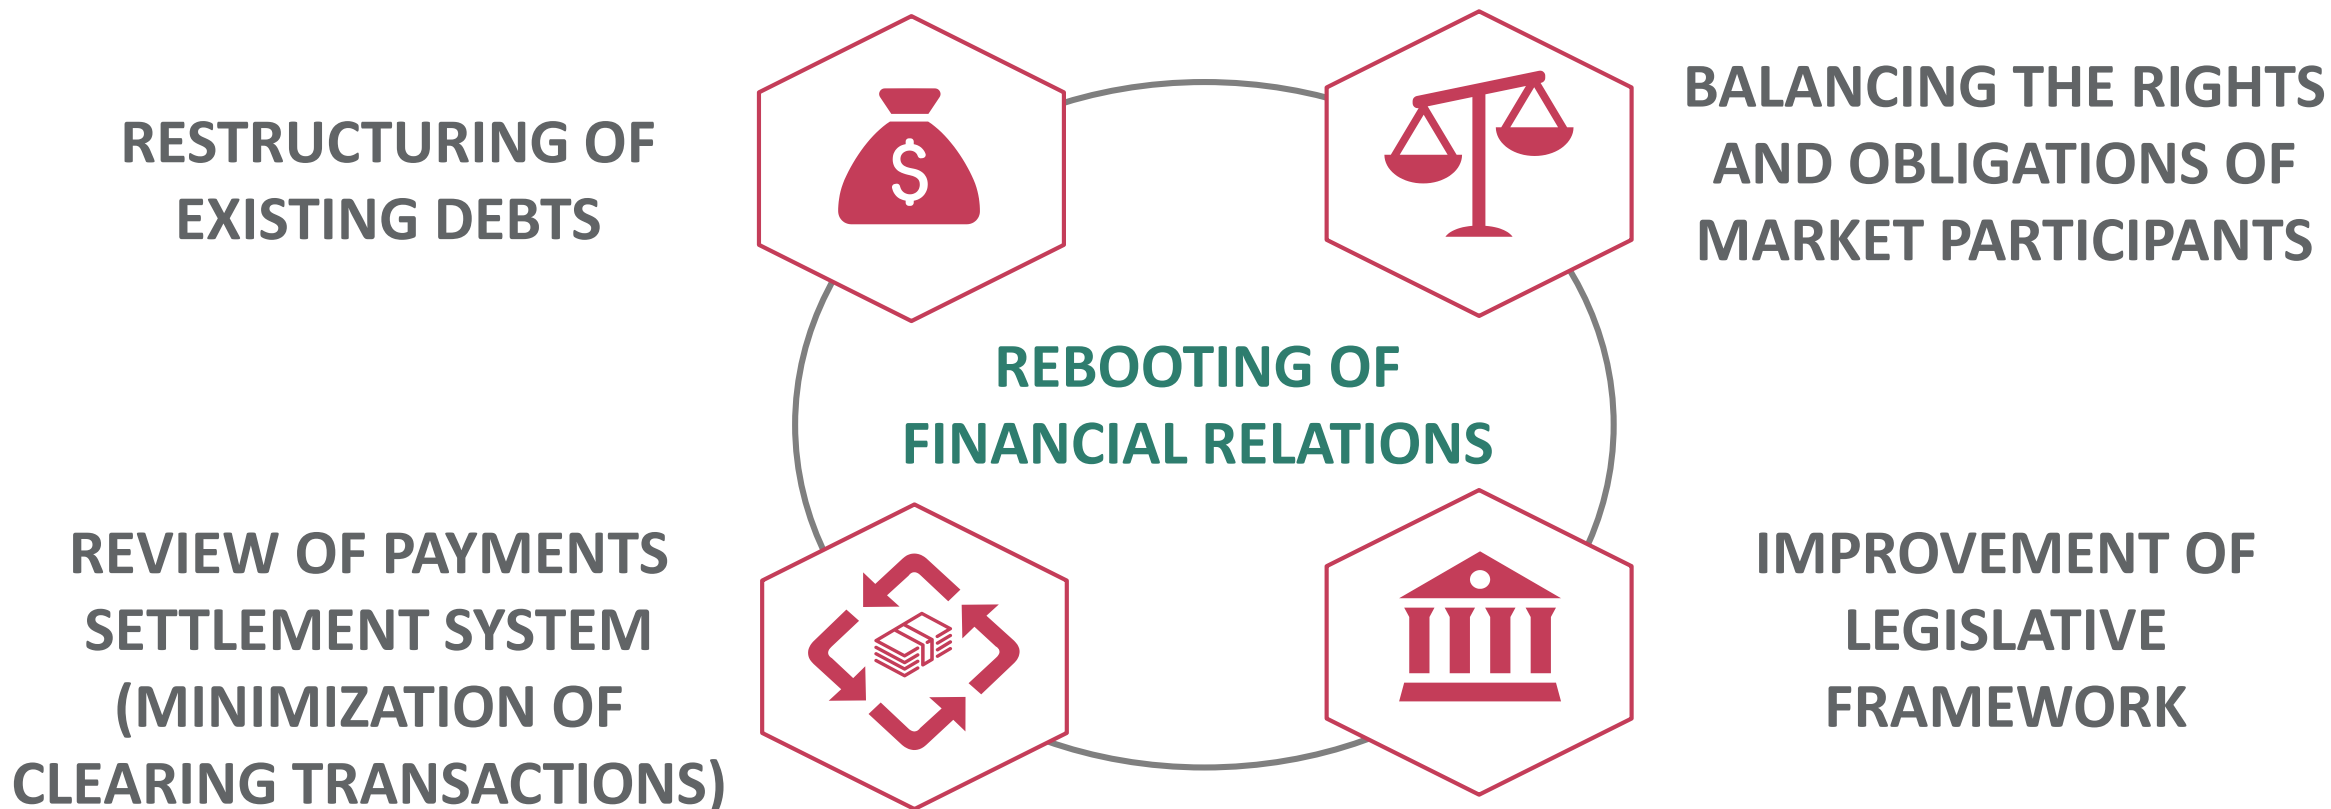 RESTRUCTURING OF
EXISTING DEBTS
$
BALANCING THE RIGHTS
AND OBLIGATIONS OF
MARKET PARTICIPANTS
REBOOTING OF
FINANCIAL RELATIONS
REVIEW OF PAYMENTS
SETTLEMENT SYSTEM
(MINIMIZATION OF
CLEARING TRANSACTIONS)
IMPROVEMENT OF
LEGISLATIVE
FRAMEWORK